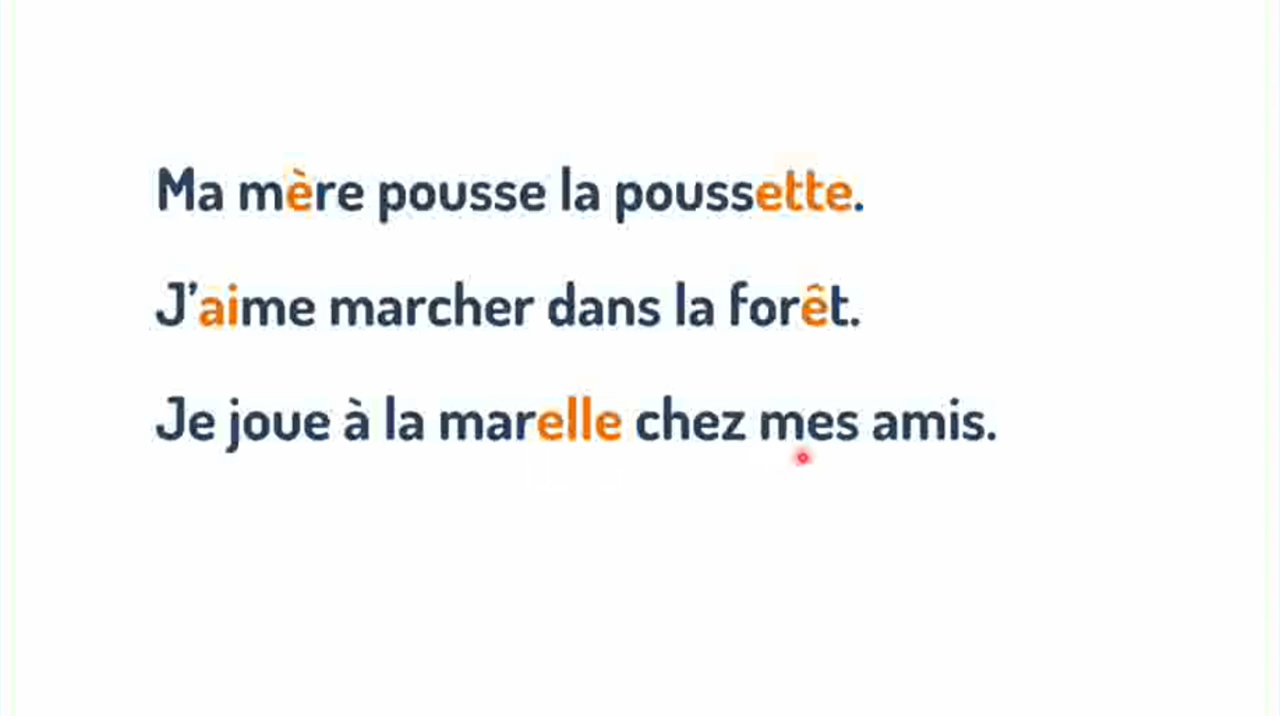 Ma mère pousse la poussette.
J’aime marcher dans la forêt.
Je joue à la marelle chez mes amis.